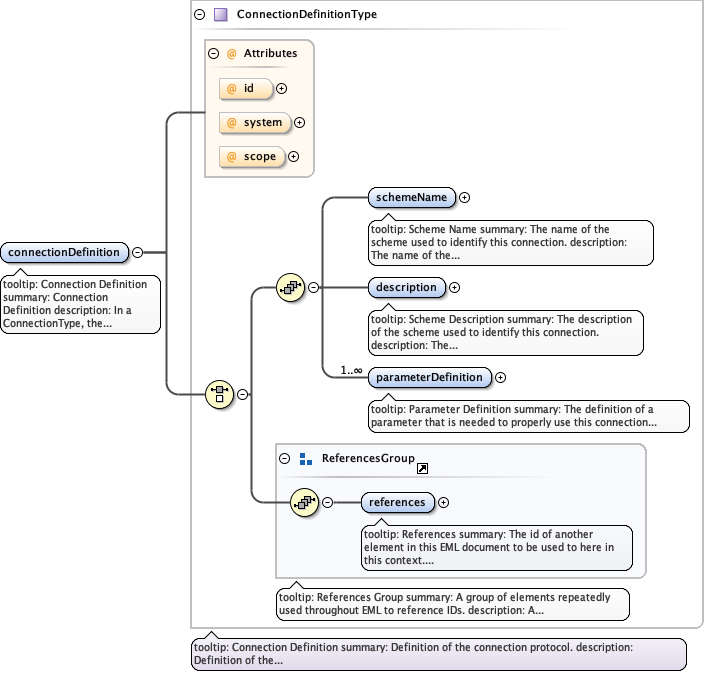 ConnectionDefinitionType
@ Attributes
@ id
@ system
@ scope
connectionDefinition
tooltip: Connection Definition
summary: Connection
Definition description: In a
ConnectionType, the...
schemeName
tooltip: Scheme Name summary: The name of the
scheme used to identify this connection. description:
The name of the...
description
tooltip: Scheme Description summary: The description
of the scheme used to identify this connection.
description: The...
1..∞
parameterDefinition
tooltip: Parameter Definition summary: The definition of a
parameter that is needed to properly use this connection...
ReferencesGroup
references
tooltip: References summary: The id of another
element in this EML document to be used to here in
this context....
tooltip: References Group summary: A group of elements repeatedly
used throughout EML to reference IDs. description: A...
tooltip: Connection Definition summary: Definition of the connection protocol. description:
Definition of the...